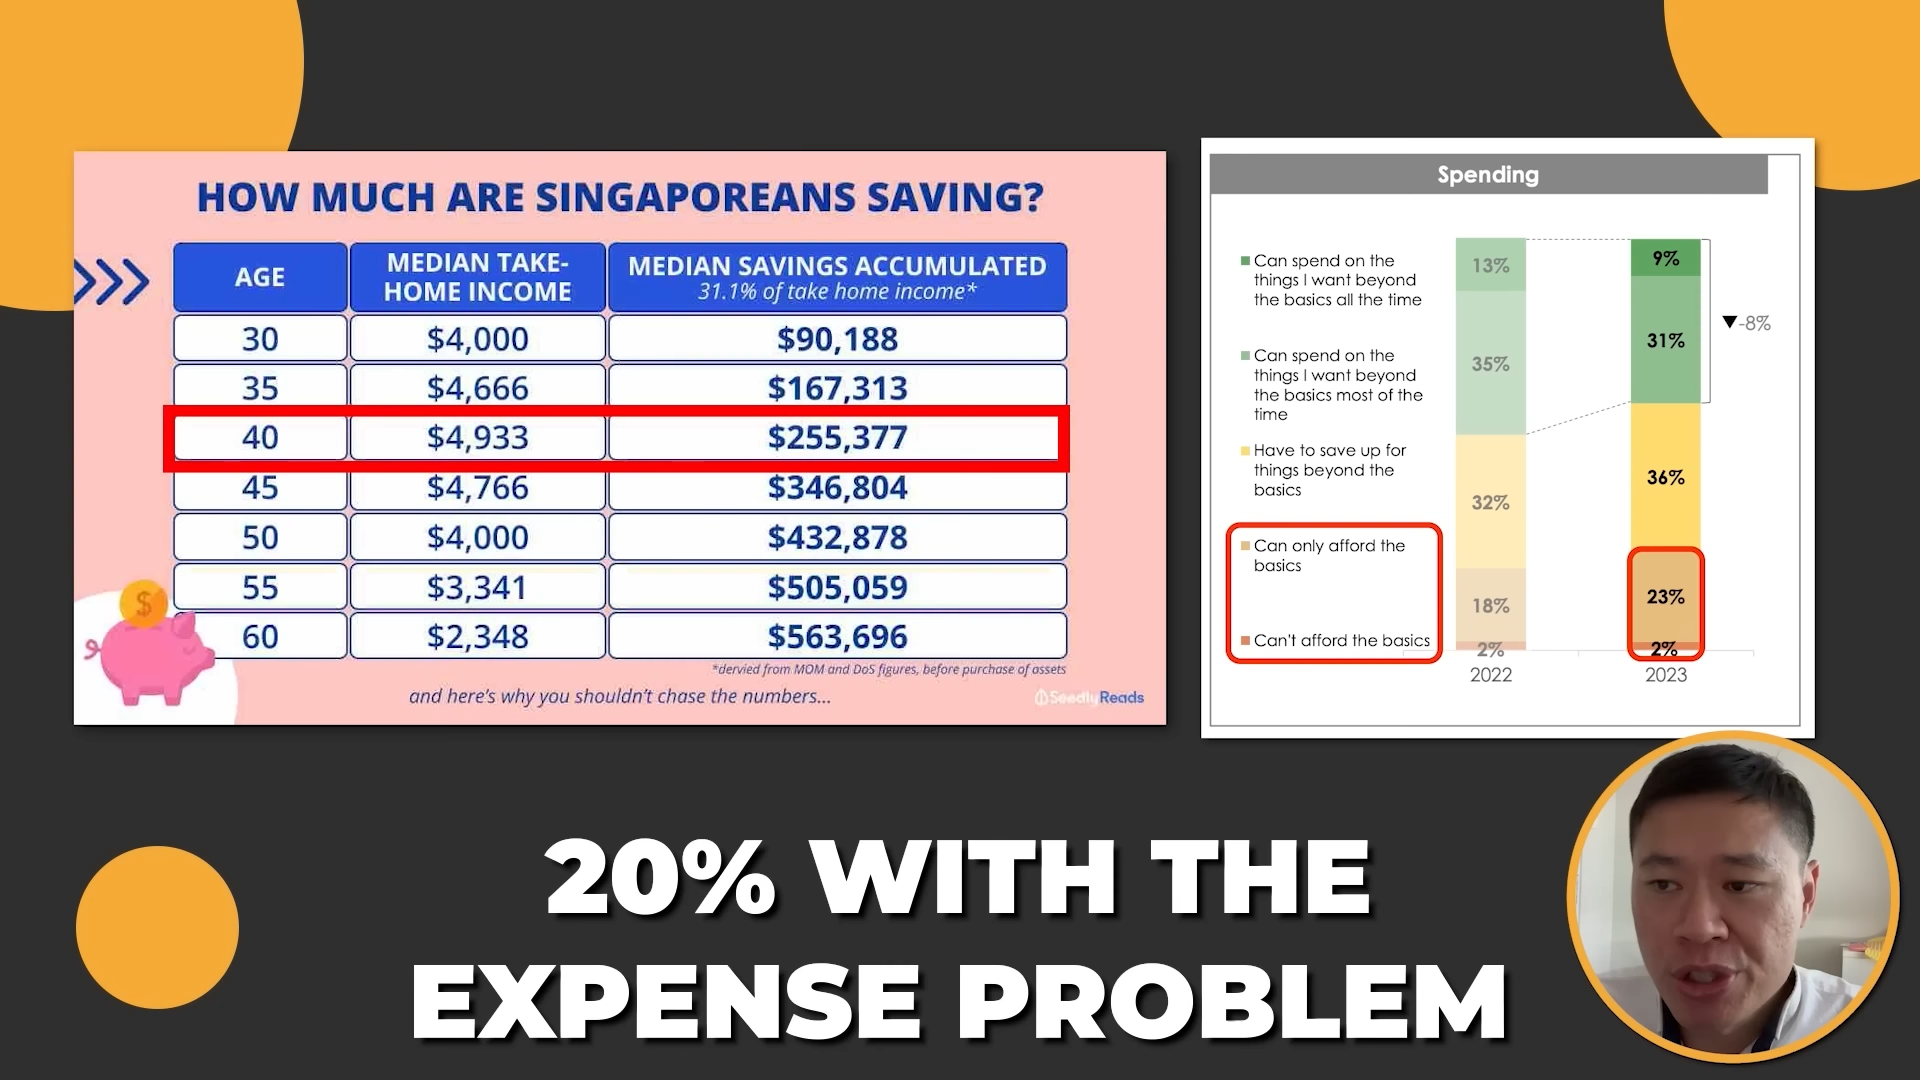 HOW MUCH ARE SINGAPOREANS SAVING?
AGE
MEDIAN TAKE-
HOME INCOME
MEDIAN SAVINGS ACCUMULATED
31.1% of take home income*
30 $4,000 $90,188
35 $4,666 $167,313
40 $4,933 $255,377
45 $4,766 $346,804
50 $4,000 $432,878
55 $3,341 $505,059
60 $2,348 $563,696
*dervied from MOM and DoS figures, before purchase of assets
and here's why you shouldn't chase the numbers...
SeedlyReads
$
Spending
Can spend on the
things I want beyond
the basics all the time
Can spend on the
things I want beyond
the basics most of the
time
Have to save up for
things beyond the
basics
Can only afford the
basics
Can't afford the basics
13%
35%
32%
18%
2%
2022
9%
31%
36%
23%
2%
2023
▼-8%
20% WITH THE
EXPENSE PROBLEM